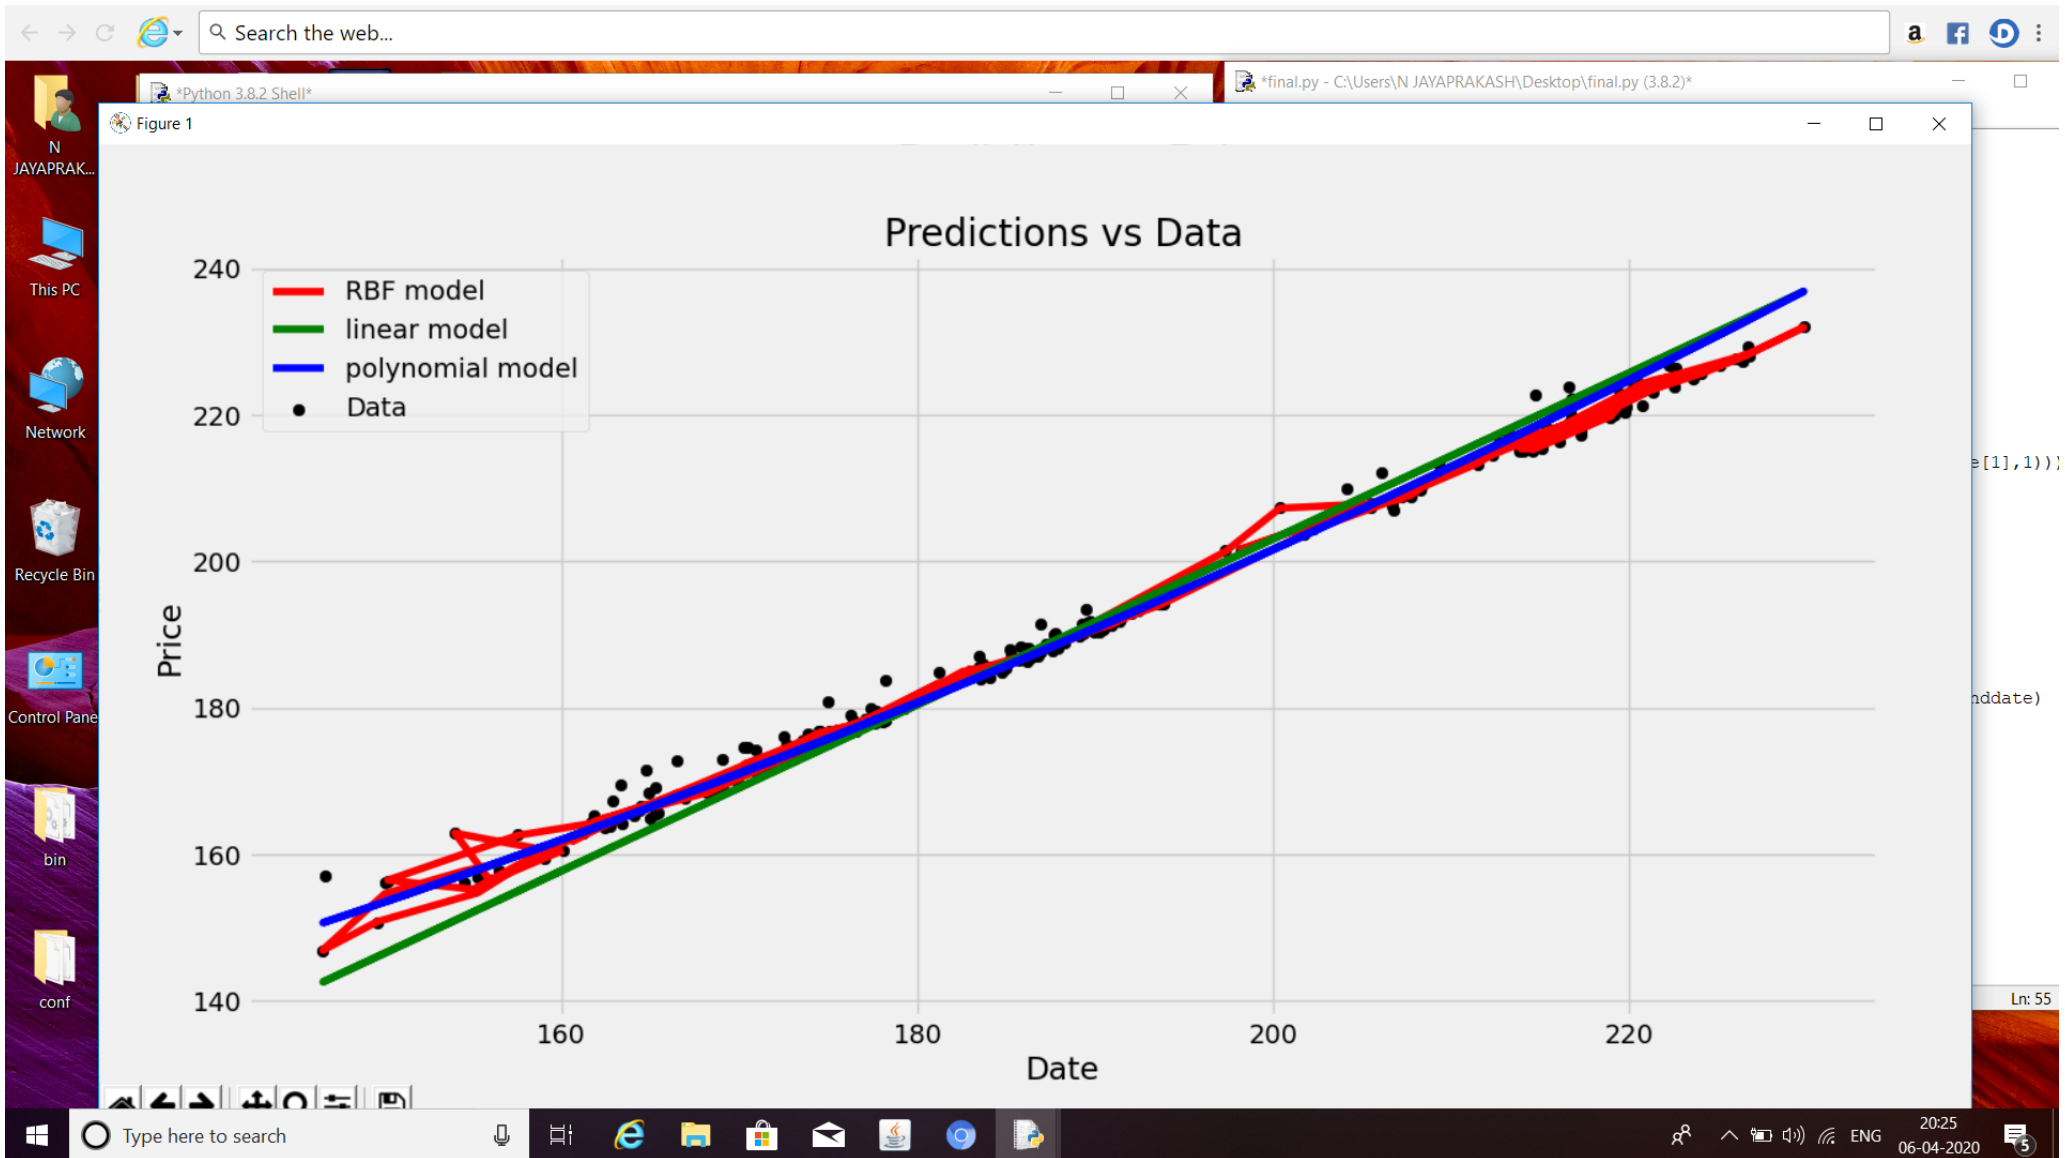 Search the web...
*Python 3.8.2 Shell*
*final.py - C:\Users\N JAYAPRAKASH\Desktop\final.py (3.8.2)*
Figure 1
N
JAYAPRAK...
This PC
Network
Recycle Bin
Control Pane
bin
conf
Predictions vs Data
RBF model
linear model
polynomial model
Data
240
220
200
180
160
140
Price
160 180 200 220
Date
e[1],1)))
nddate)
Ln: 55
Type here to search
ENG
20:25
06-04-2020
5